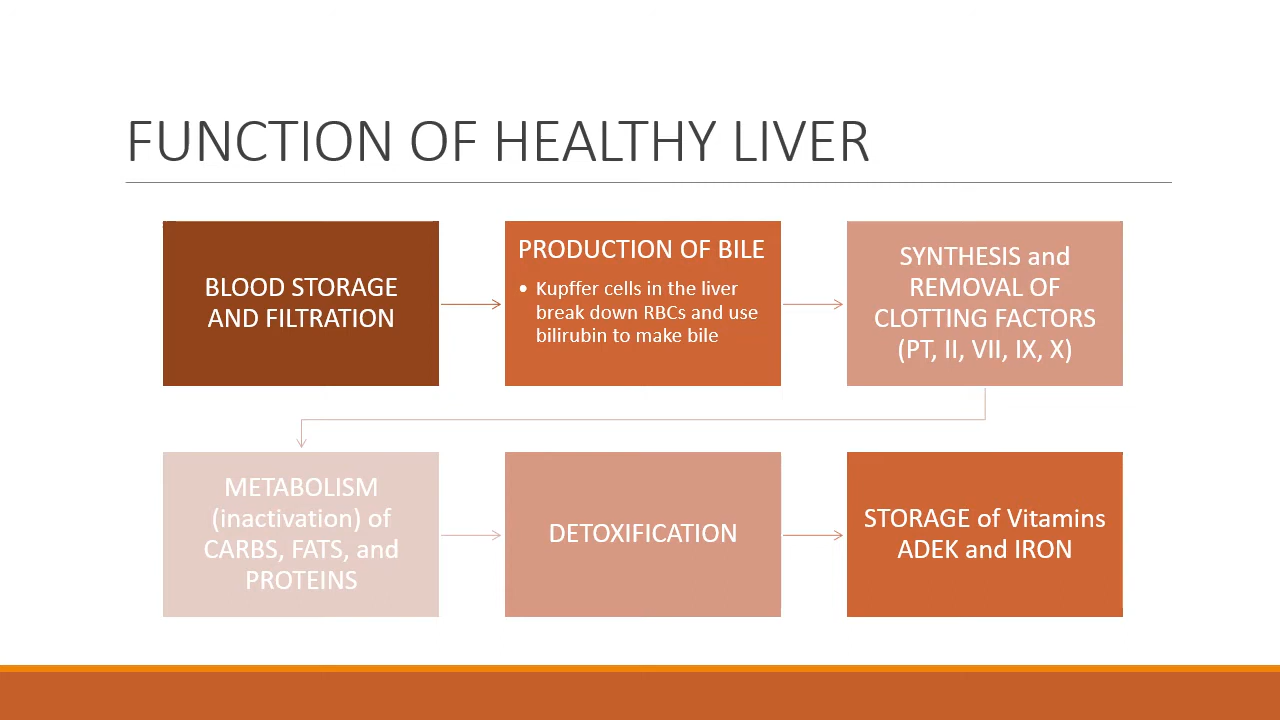 FUNCTION OF HEALTHY LIVER
BLOOD STORAGE
AND FILTRATION
PRODUCTION OF BILE
• Kupffer cells in the liver
break down RBCs and use
bilirubin to make bile
SYNTHESIS and
REMOVAL OF
CLOTTING FACTORS
(PT, II, VII, IX, X)
METABOLISM
(inactivation) of
CARBS, FATS, and
PROTEINS
DETOXIFICATION
STORAGE of Vitamins
ADEK and IRON